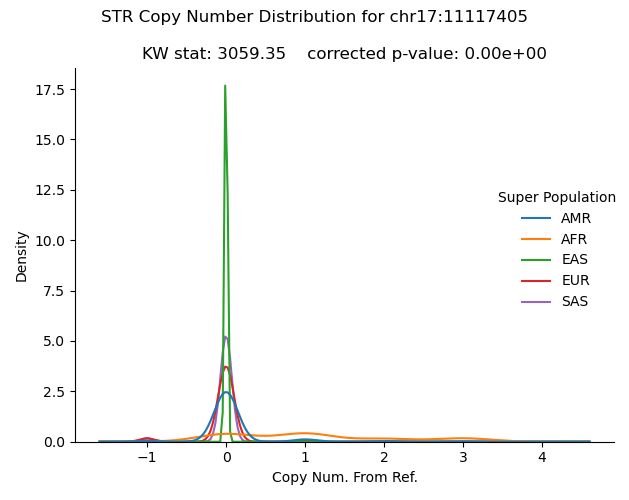 STR Copy Number Distribution for chr17:11117405
KW stat: 3059.35    corrected p-value: 0.00e+00
17.5
15.0
12.5
10.0
7.5
5.0
2.5
0.0
Density
Super Population
AMR
AFR
EAS
EUR
SAS
−1 0 1 2 3 4
Copy Num. From Ref.